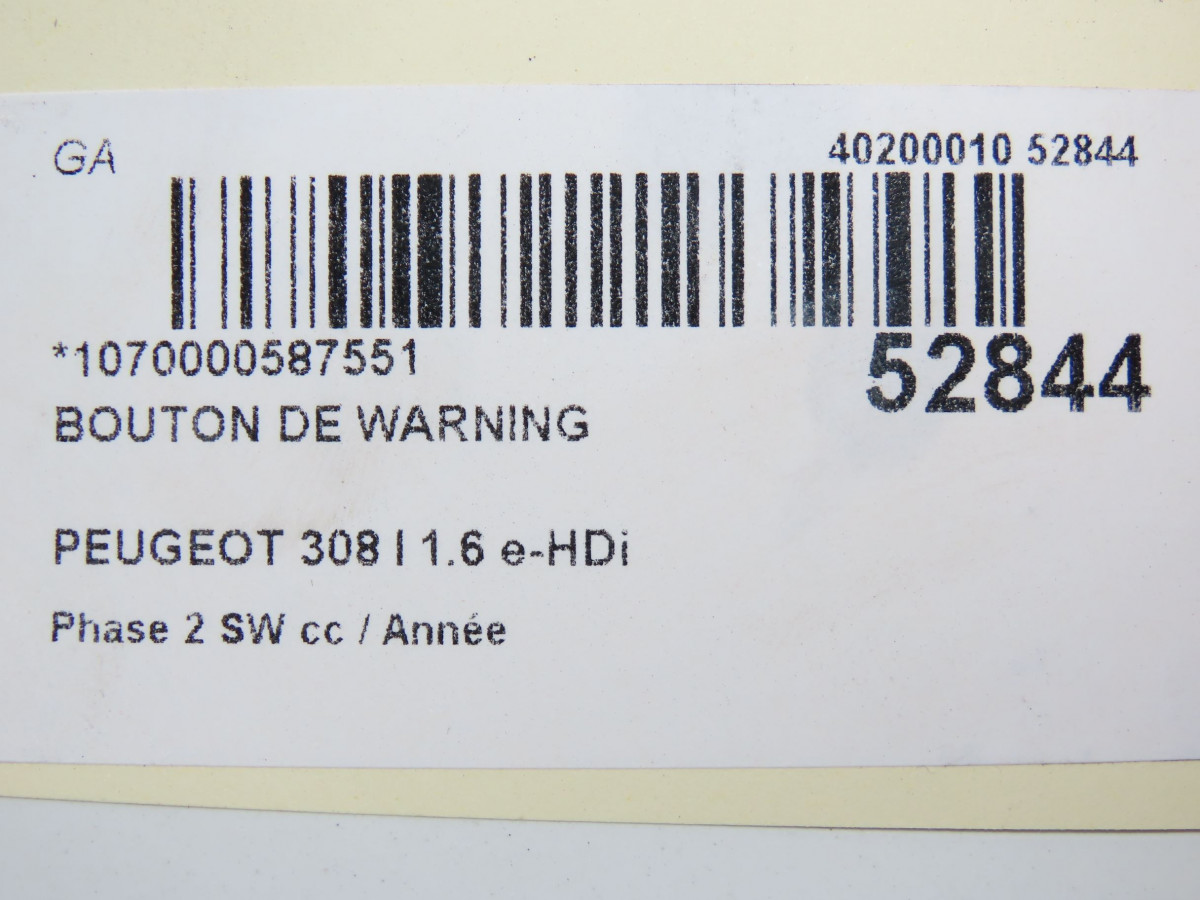 GA
40200010 52844
*1070000587551
52844
BOUTON DE WARNING
PEUGEOT 308 I 1.6 e-HDi
Phase 2 SW cc / Année